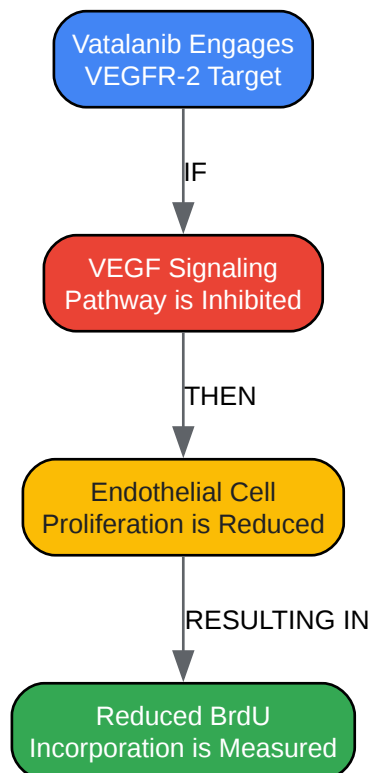 Vatalanib Engages
VEGFR-2 Target
IF
VEGF Signaling
Pathway is Inhibited
THEN
Endothelial Cell
Proliferation is Reduced
RESULTING IN
Reduced BrdU
Incorporation is Measured